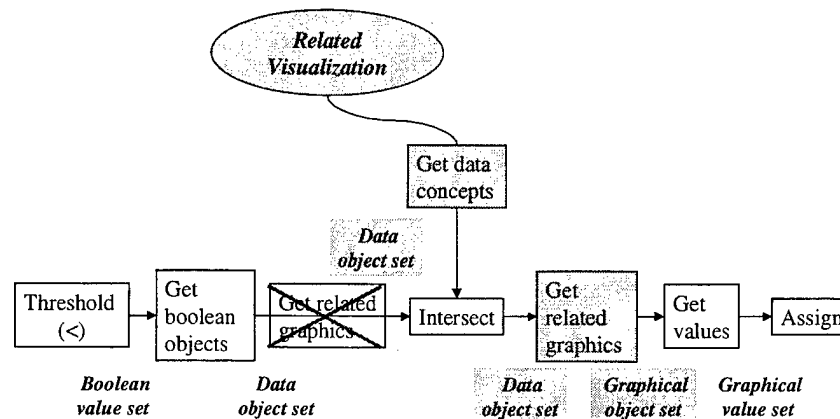 Related
Visualization
Get data
concepts
Data
object set
Threshold
(<)
Get
boolean
objects
Get related
graphics
Intersect
Get
related
graphics
Get
values
Assign
Boolean
value set
Data
object set
Data
object set
Graphical
object set
Graphical
value set